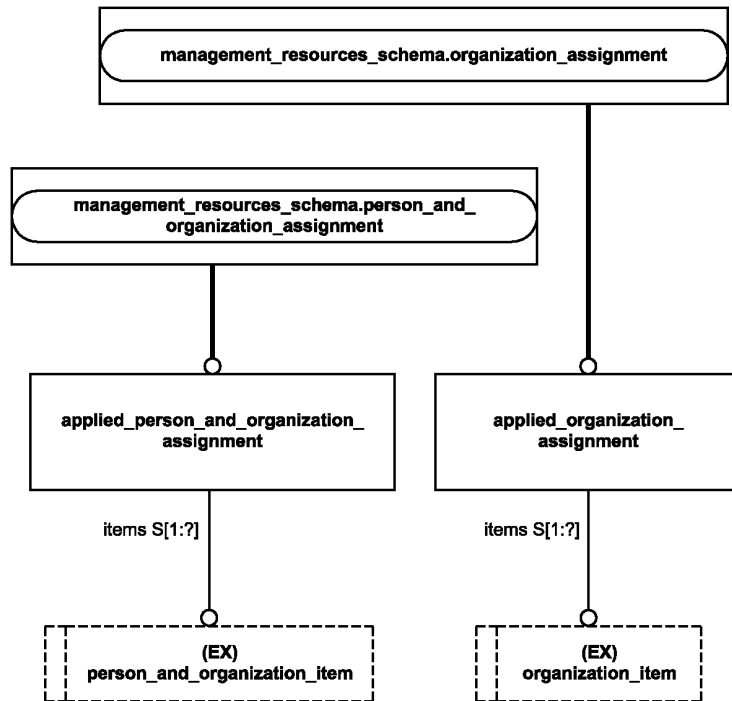 management_resources_schema.organization_assignment
management_resources_schema.person_and_
organization_assignment
applied_person_and_organization_
assignment
applied_organization_
assignment
items S[1:?]
items S[1:?]
(EX)
person_and_organization_item
(EX)
organization_item